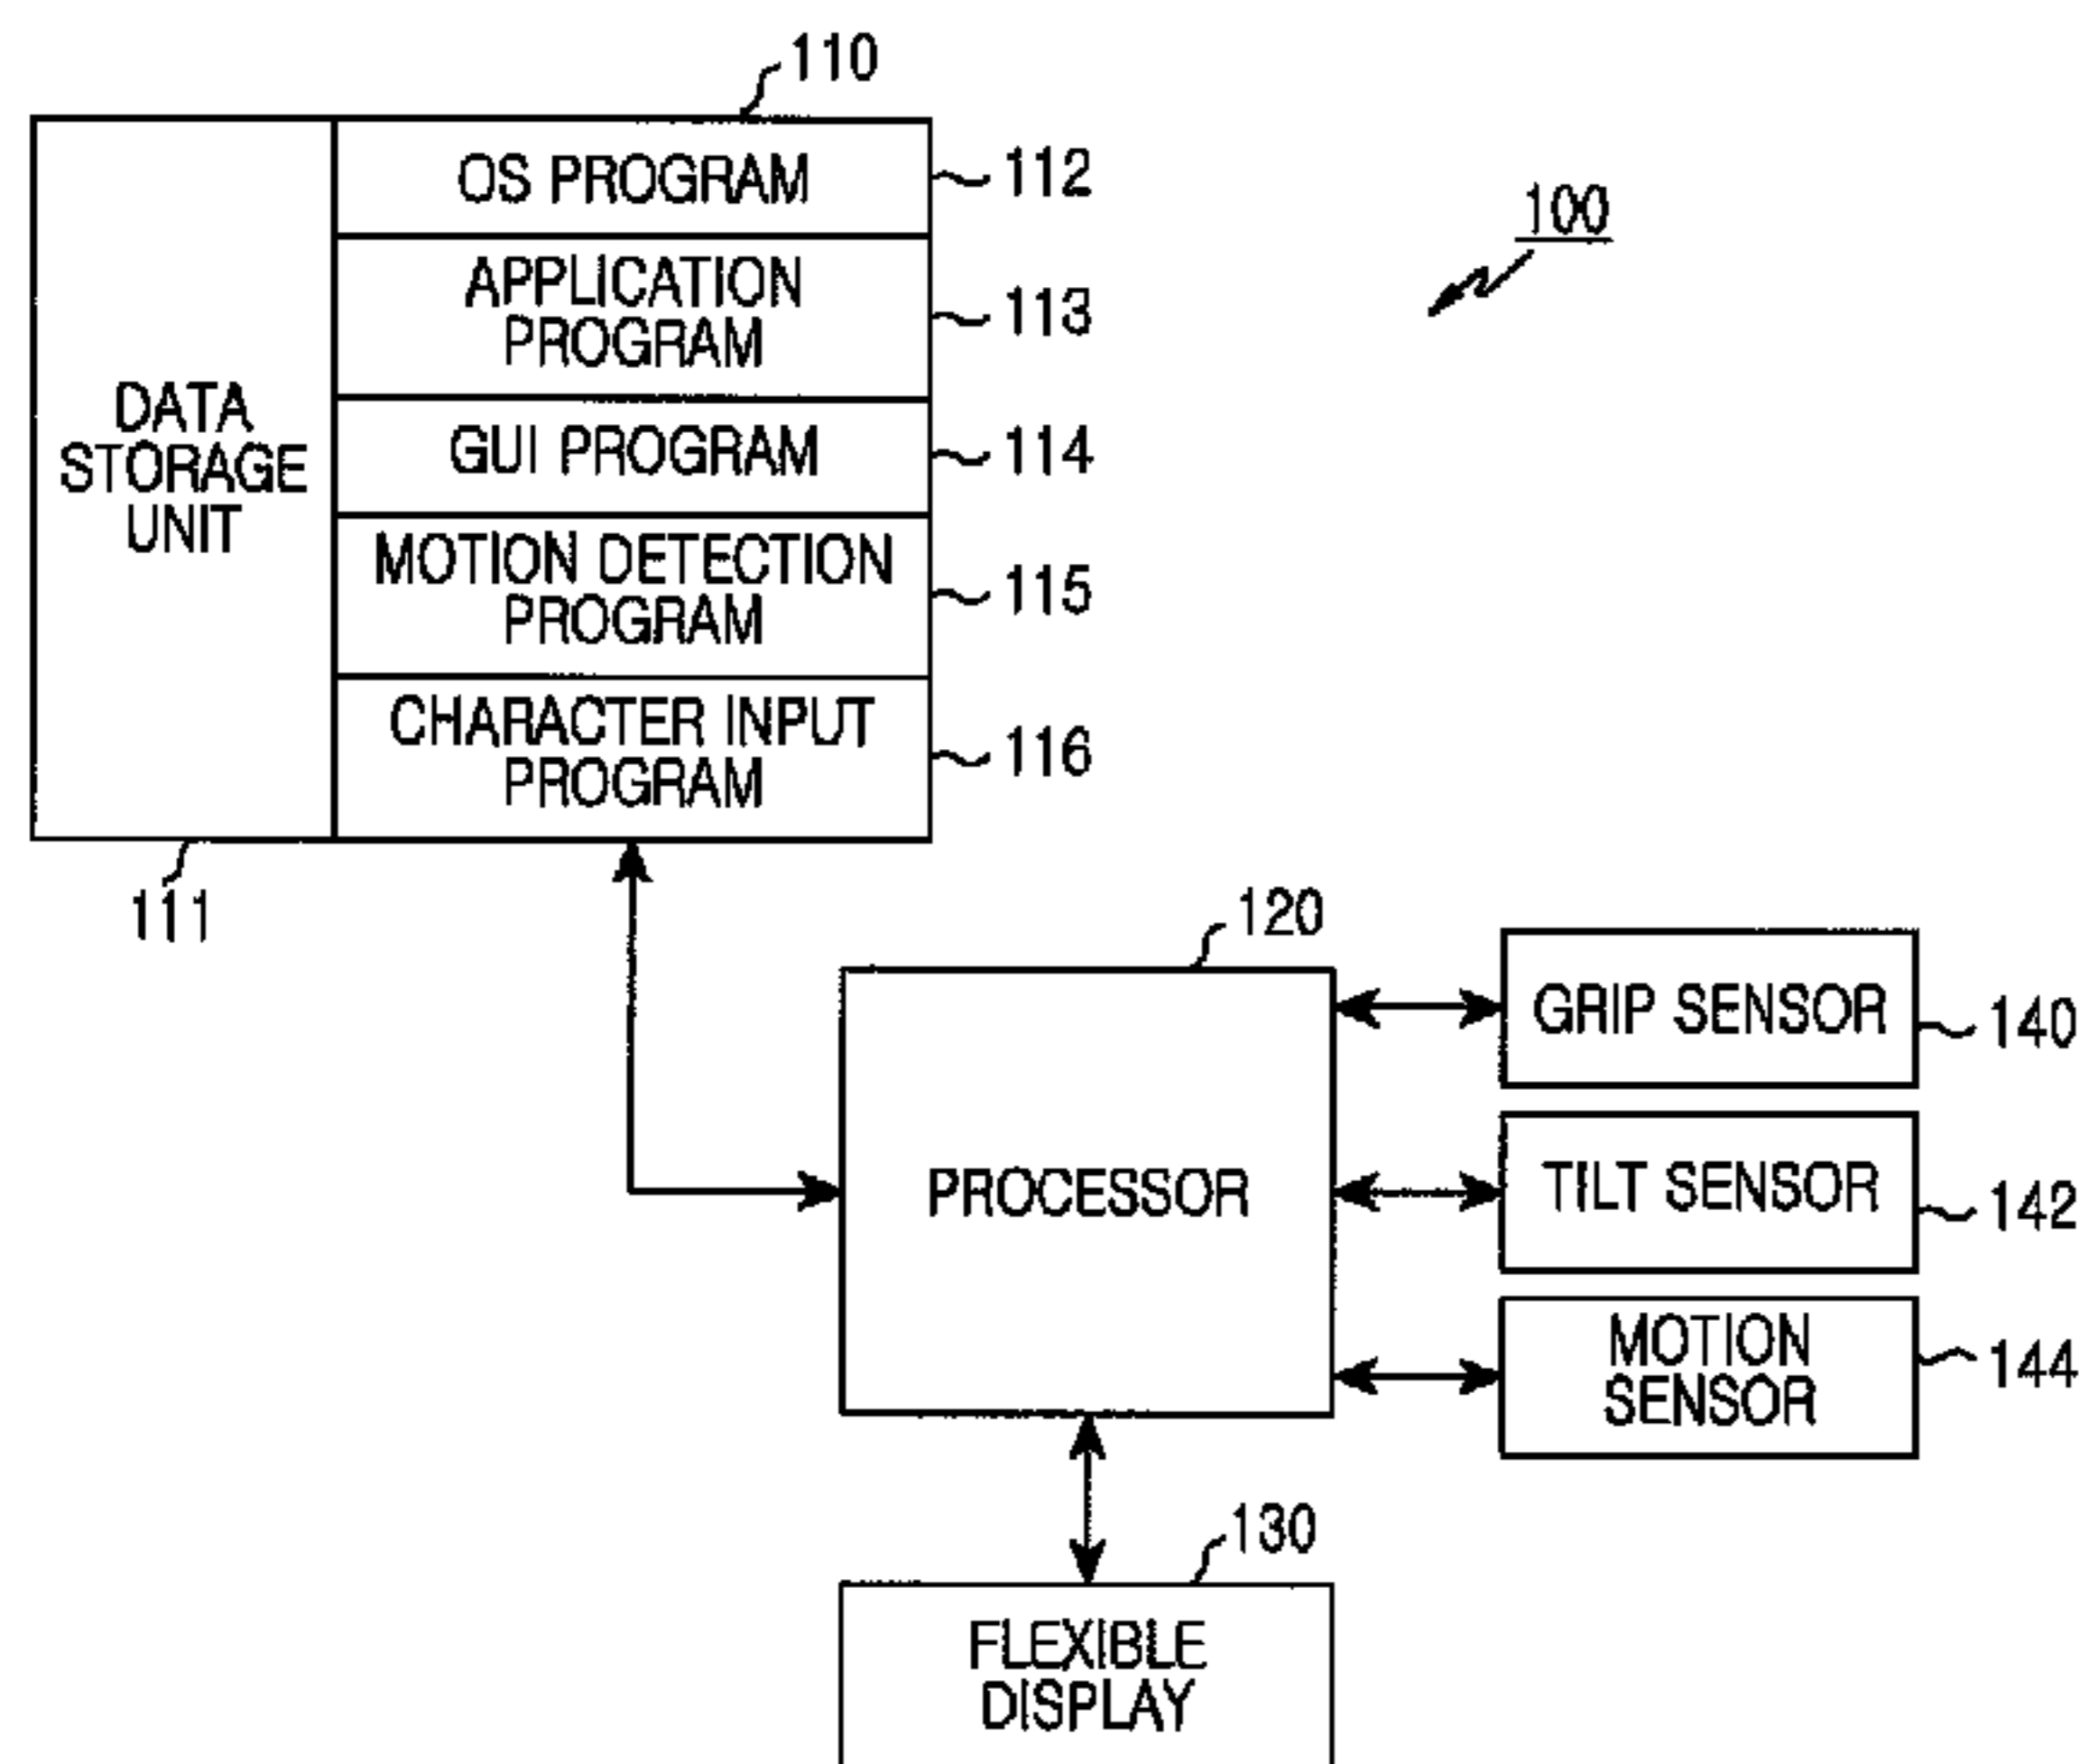 110
OS PROGRAM
112
100
APPLICATION
PROGRAM
113
DATA
STORAGE
UNIT
GUI PROGRAM
114
MOTION DETECTION
PROGRAM
115
CHARACTER INPUT
PROGRAM
116
111
120
PROCESSOR
GRIP SENSOR
140
TILT SENSOR
142
MOTION
SENSOR
144
130
FLEXIBLE
DISPLAY